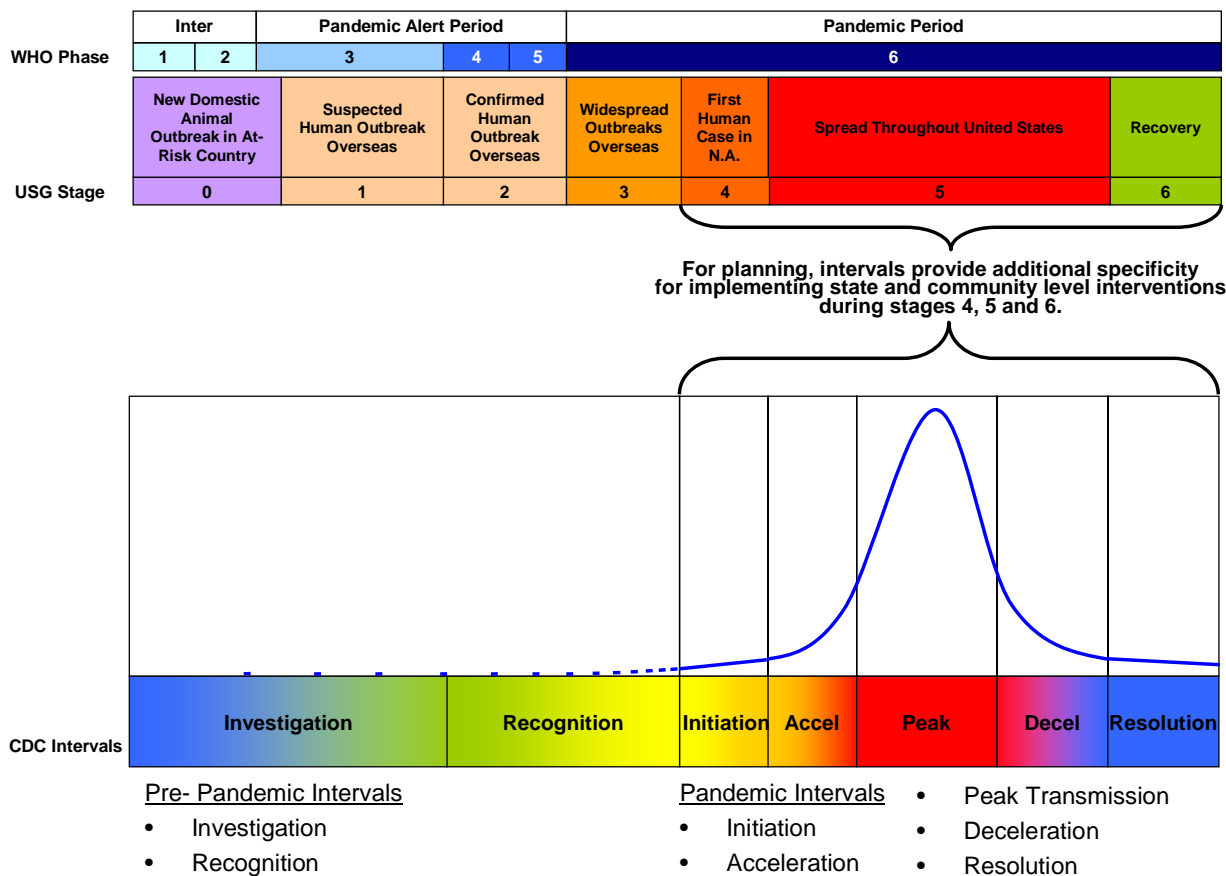 Inter
Pandemic Alert Period
Pandemic Period
WHO Phase
1
2
3
4
5
6
New Domestic
Animal
Outbreak in At-
Risk Country
Suspected
Human Outbreak
Overseas
Confirmed
Human
Outbreak
Overseas
Widespread
Outbreaks
Overseas
First
Human
Case in
N.A.
Spread Throughout United States
Recovery
USG Stage
0
1
2
3
4
5
6
For planning, intervals provide additional specificity
for implementing state and community level interventions
during stages 4, 5 and 6.
CDC Intervals
Investigation
Recognition
Initiation
Accel
Peak
Decel
Resolution
Pre- Pandemic Intervals
• Investigation
• Recognition
Pandemic Intervals
• Initiation
• Acceleration
• Peak Transmission
• Deceleration
• Resolution